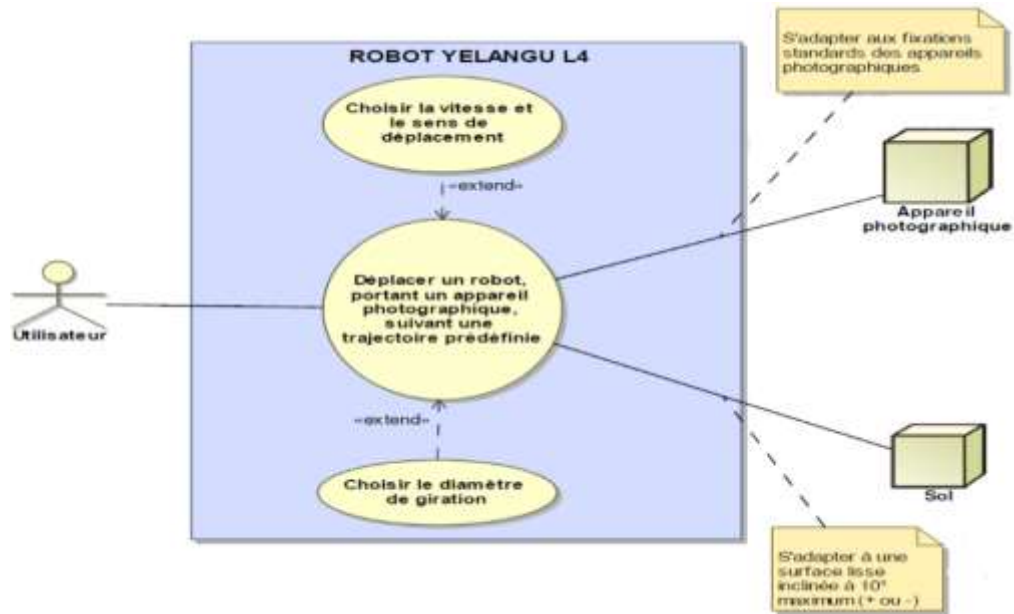 S'adapter aux fixations
standards des appareils
photographiques
ROBOT YELANGU L4
Choisir la vitesse et
le sens de
déplacement
«extend»
Appareil
photographique
Déplacer un robot,
portant un appareil
photographique,
suivant une
trajectoire prédéfinie
Utilisateur
«extend»
Choisir le diamètre
de giration
Sol
S'adapter à une
surface lisse
inclinée à 10°
maximum (+ ou -)